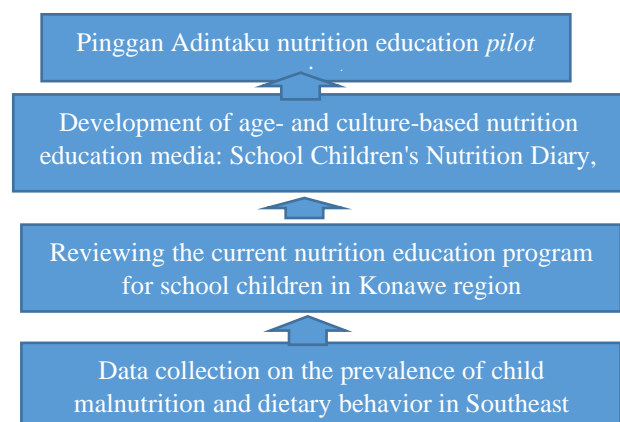 Pinggan Adintaku nutrition education pilot
Development of age- and culture-based nutrition
education media: School Children's Nutrition Diary,
Reviewing the current nutrition education program
for school children in Konawe region
Data collection on the prevalence of child
malnutrition and dietary behavior in Southeast